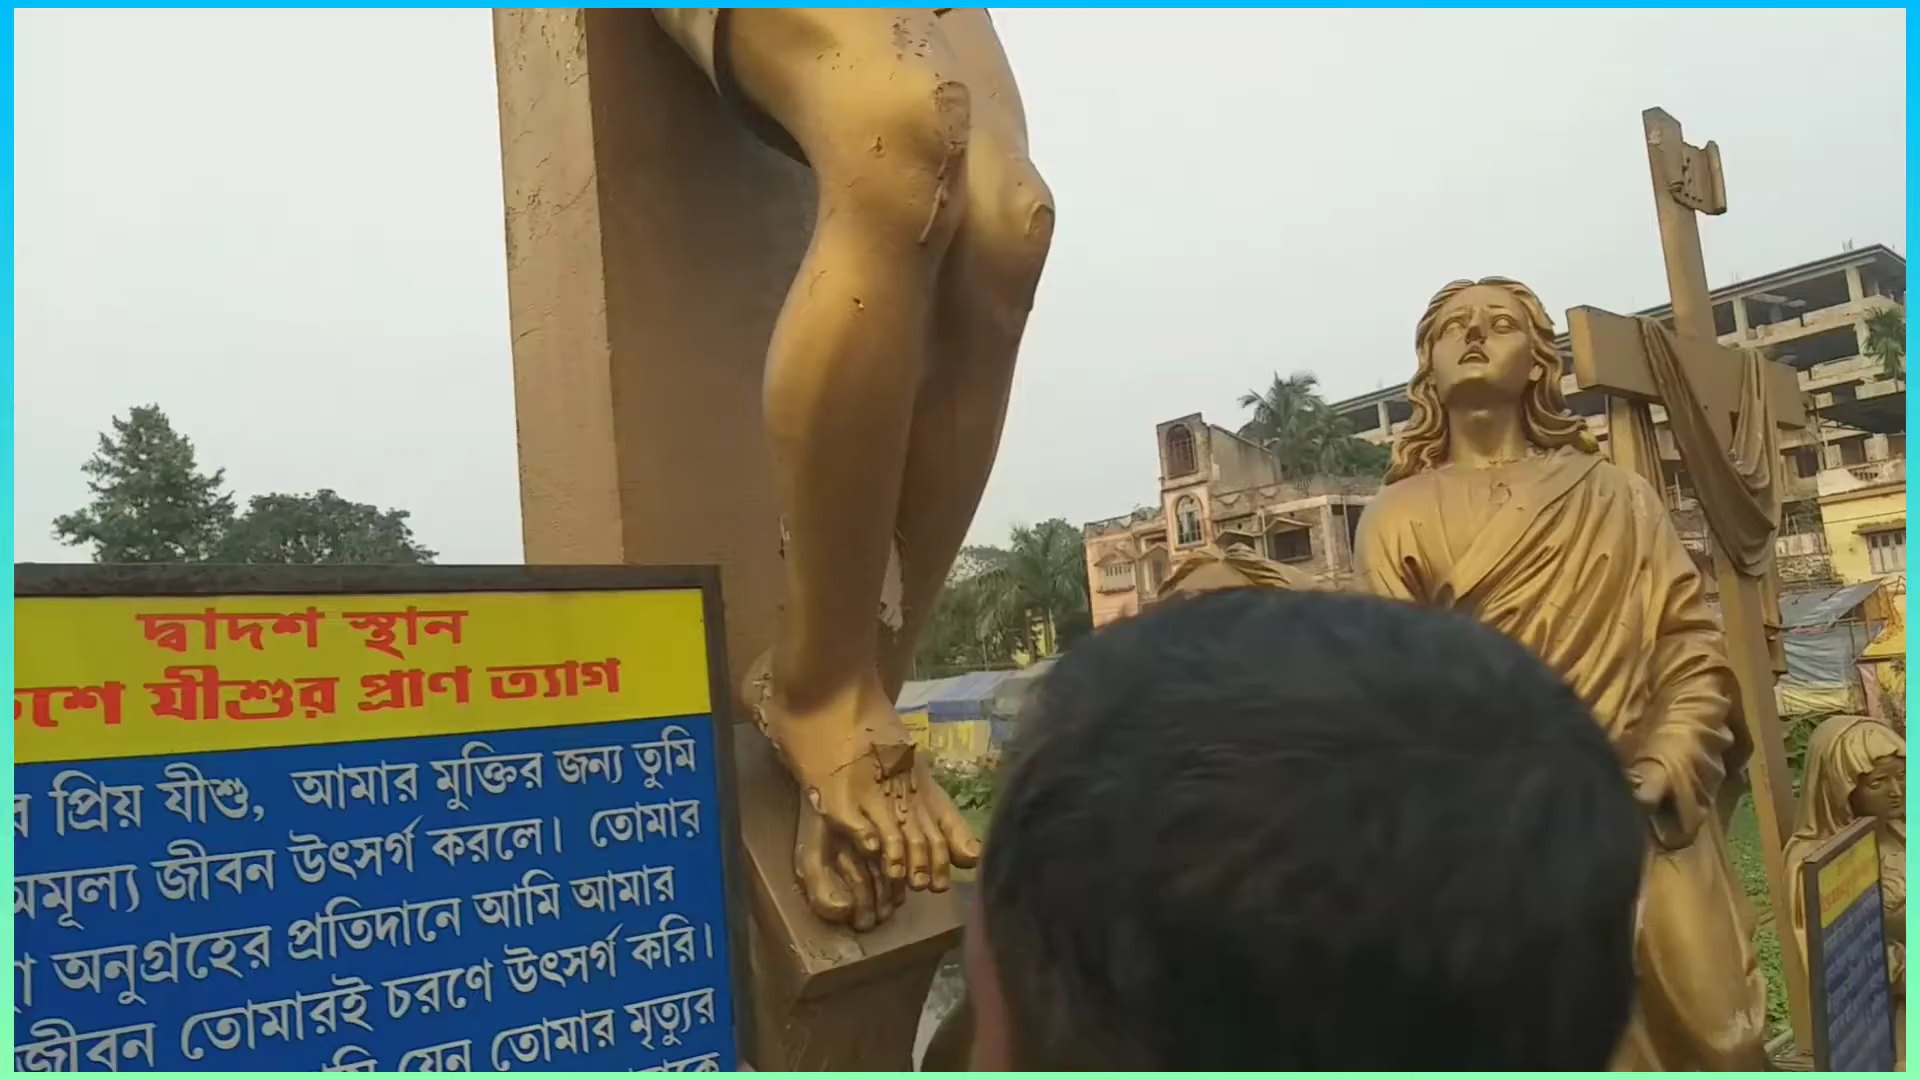 দ্বাদশ স্থান
যীশুর প্রাণ ত্যাগ
প্রিয় যীশু, আমার মুক্তির জন্য তুমি
অমূল্য জীবন উৎসর্গ করলে। তোমার
অনুগ্রহের প্রতিদানে আমি আমার
জীবন তোমারই চরণে উৎসর্গ করি।
যেন তোমার মৃত্যুর